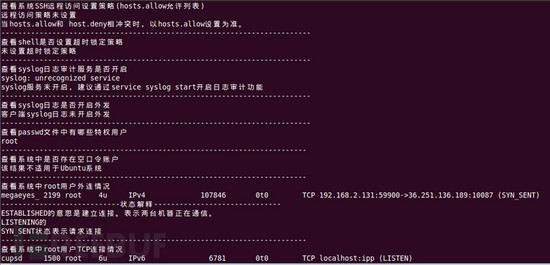 查看系统SSH远程访问设置策略(hosts.allow允许列表)
远程访问策略未设置
当hosts.allow和 host.deny相冲突时，以hosts.allow设置为准。
-------------------------------------------------------------------
查看shell是否设置超时锁定策略
未设置超时锁定策略
-------------------------------------------------------------------
查看syslog日志审计服务是否开启
syslog: unrecognized service
syslog服务未开启，建议通过service syslog start开启日志审计功能
-------------------------------------------------------------------
查看syslog日志是否开启外发
客户端syslog日志未开启外发
-------------------------------------------------------------------
查看passwd文件中有哪些特权用户
root
-------------------------------------------------------------------
查看系统中是否存在空口令账户
该结果不适用于Ubuntu系统
-------------------------------------------------------------------
查看系统中root用户外连情况
megaeyes_ 2199 root 4u IPv4 107846 0t0 TCP 192.168.2.131:59900->36.251.136.189:10087 (SYN_SENT)
----------------------------状态解释------------------------------
ESTABLISHED的意思是建立连接。表示两台机器正在通信。
LISTENING的
SYN_SENT状态表示请求连接
-------------------------------------------------------------------
查看系统中root用户TCP连接情况
cupsd 1500 root 6u IPv6 6781 0t0 TCP localhost:ipp (LISTEN)